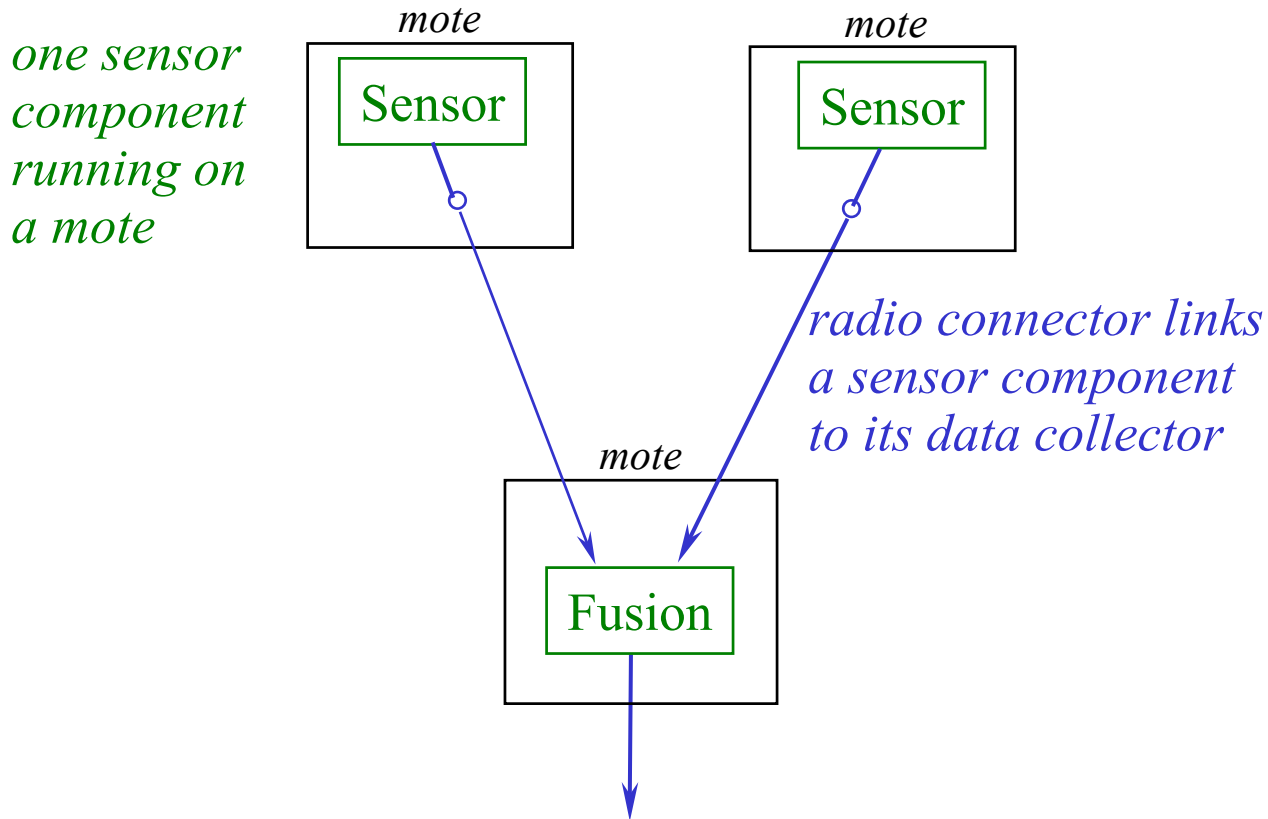 mote
mote
one sensor
component
running on
a mote
Sensor
Sensor
radio connector links
a sensor component
to its data collector
mote
Fusion